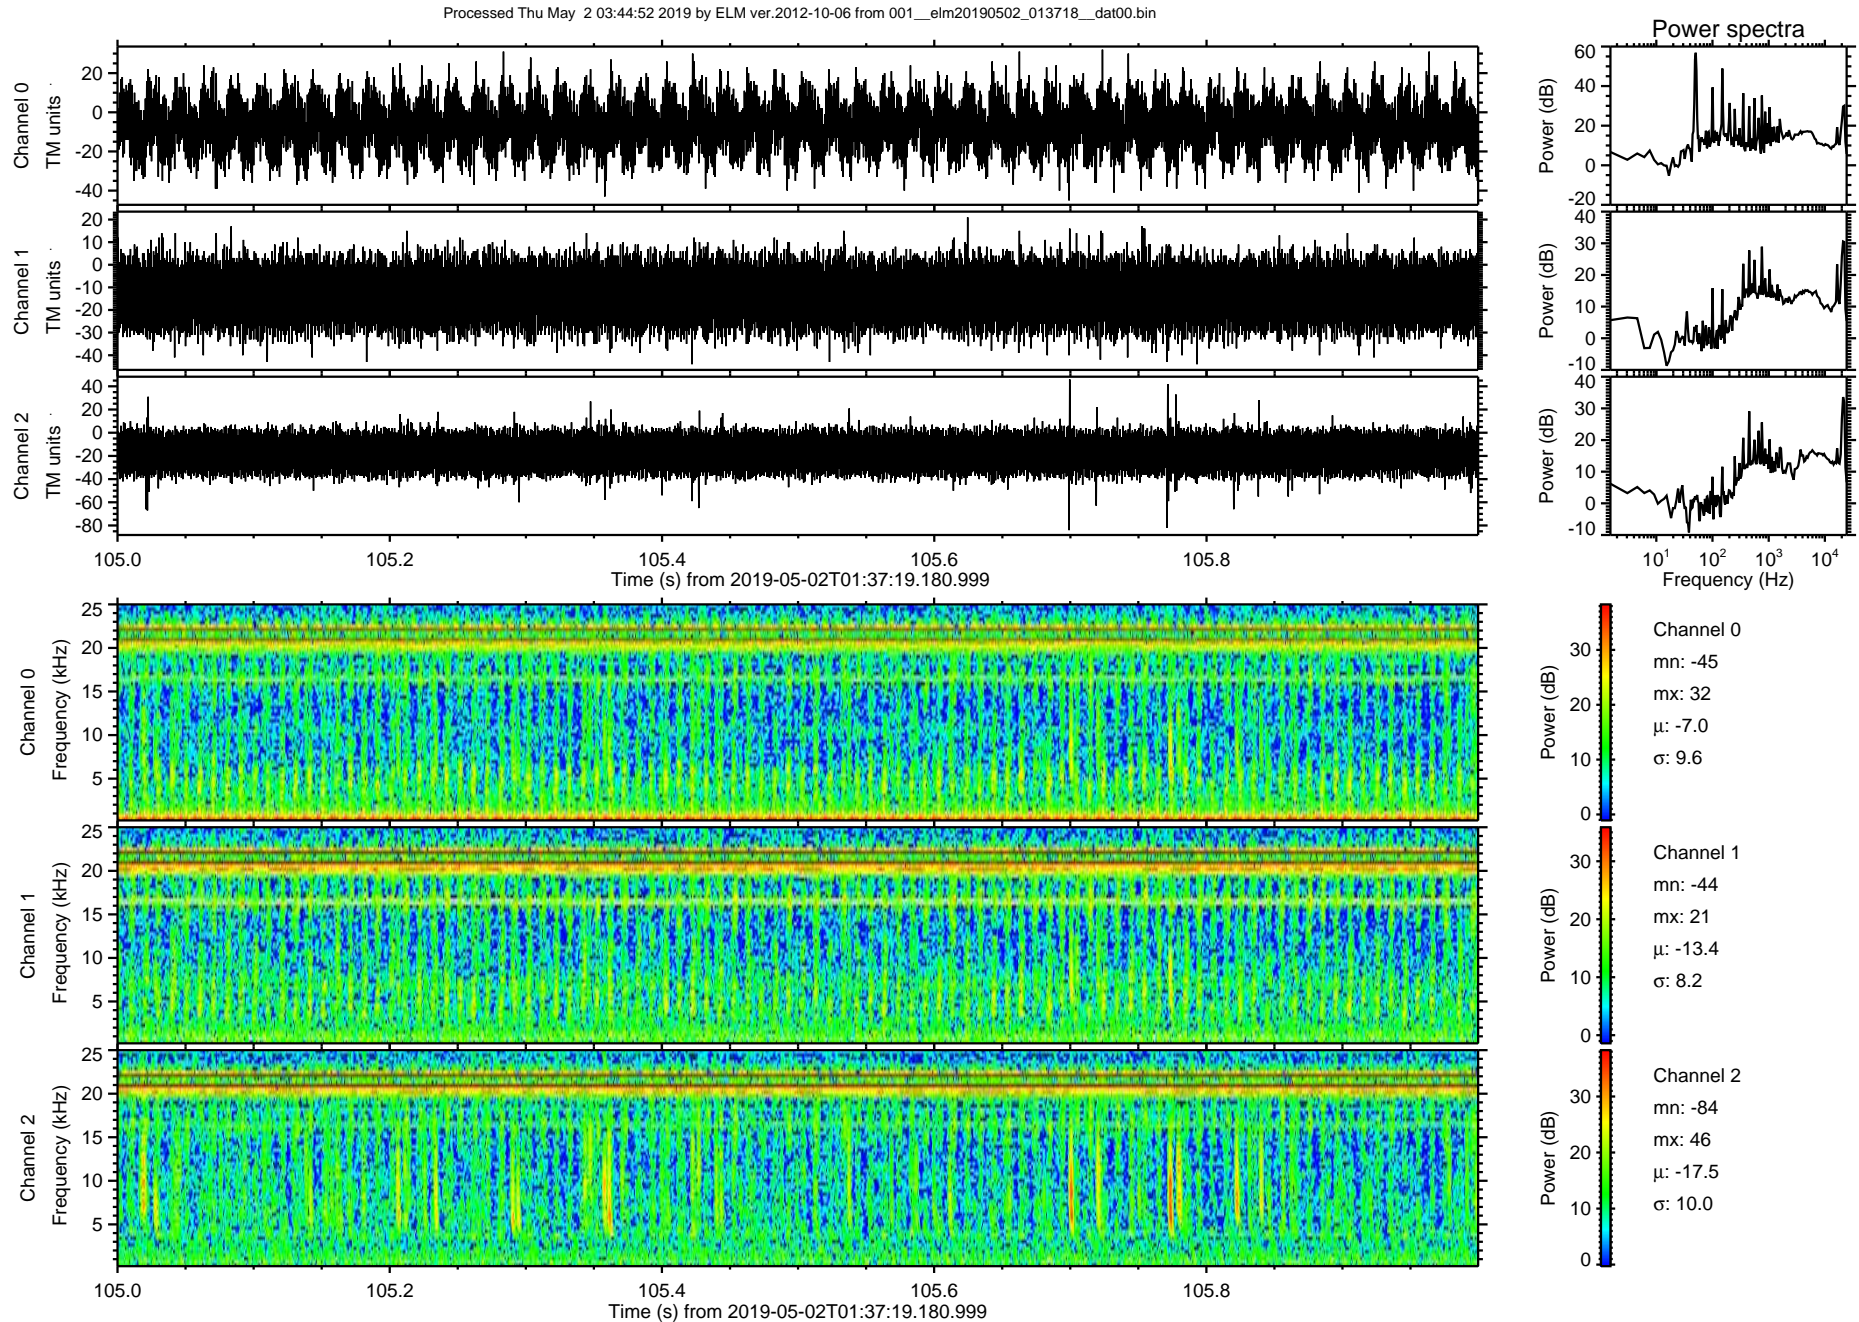 Processed Thu May  2 03:44:52 2019 by ELM ver.2012-10-06 from 001__elm20190502_013718__dat00.bin
Power spectra
Channel 0
TM units
20
0
-20
-40
Power (dB)
60
40
20
0
-20
Channel 1
TM units
20
10
0
-10
-20
-30
-40
Power (dB)
40
30
20
10
0
-10
Channel 2
TM units
40
20
0
-20
-40
-60
-80
Power (dB)
40
30
20
10
0
-10
105.0 105.2 105.4 105.6 105.8
Time (s) from 2019-05-02T01:37:19.180.999
10^1 10^2 10^3 10^4
Frequency (Hz)
Channel 0
Frequency (kHz)
25
20
15
10
5
Power (dB)
30
20
10
0
Channel 0
mn: -45
mx: 32
μ: -7.0
σ: 9.6
Channel 1
Frequency (kHz)
25
20
15
10
5
Power (dB)
30
20
10
0
Channel 1
mn: -44
mx: 21
μ: -13.4
σ: 8.2
Channel 2
Frequency (kHz)
25
20
15
10
5
Power (dB)
30
20
10
0
Channel 2
mn: -84
mx: 46
μ: -17.5
σ: 10.0
105.0 105.2 105.4 105.6 105.8
Time (s) from 2019-05-02T01:37:19.180.999